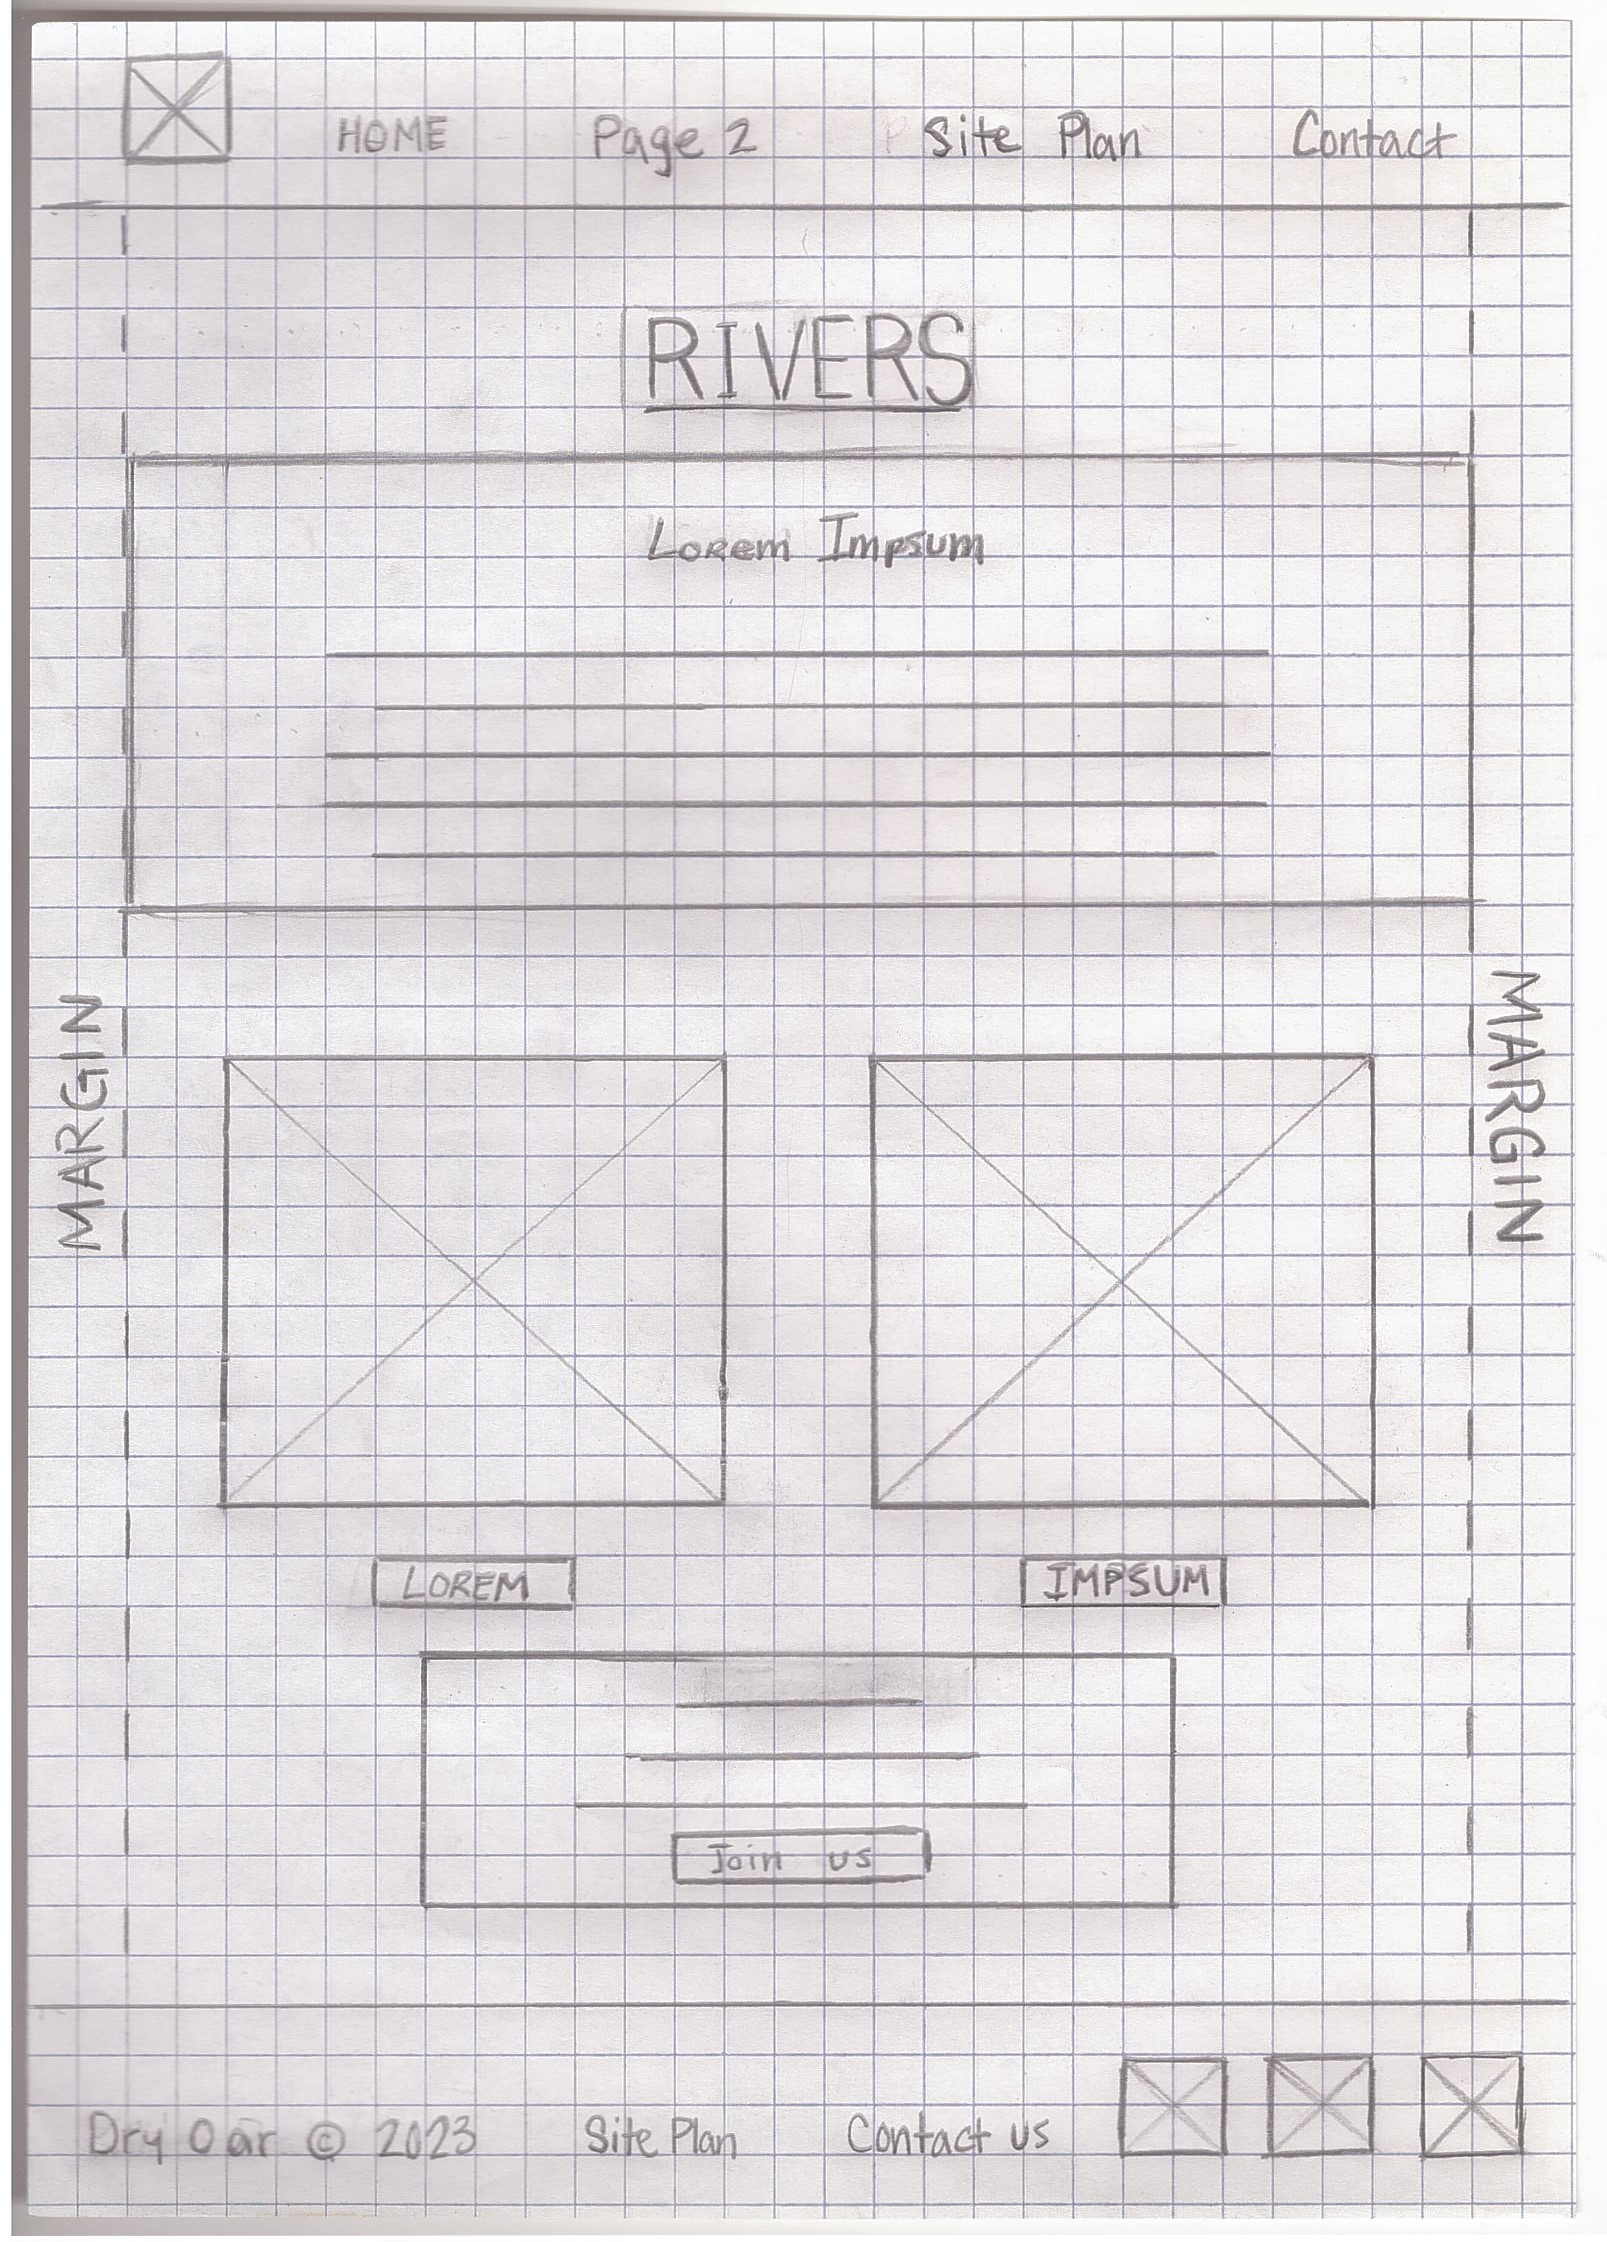 HOME Page 2 Site Plan Contact
RIVERS
Lorem Impsum
MARGIN
MARGIN
LOREM IMPSUM
Join us
Dry Oar © 2023 Site Plan Contact us